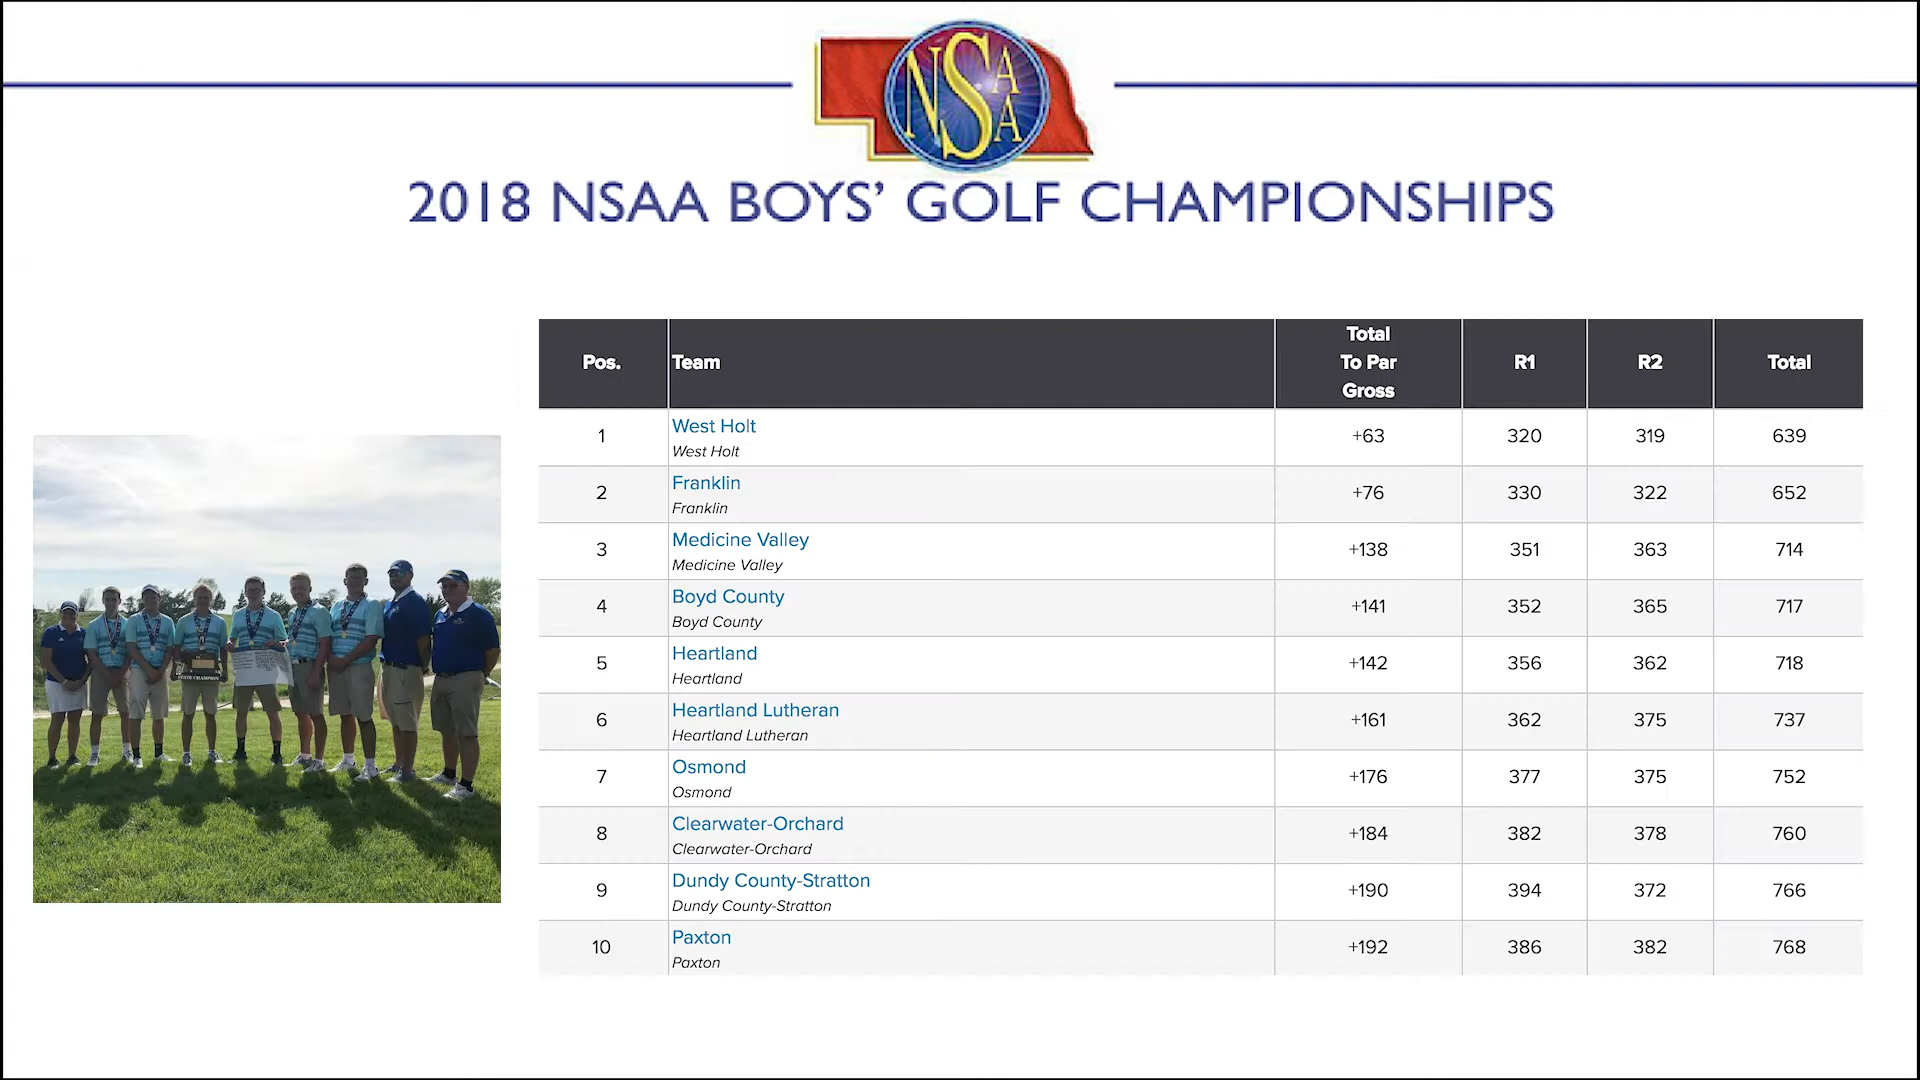 NSAA
2018 NSAA BOYS’ GOLF CHAMPIONSHIPS
Pos. Team Total To Par Gross R1 R2 Total
1 West Holt +63 320 319 639
West Holt
2 Franklin +76 330 322 652
Franklin
3 Medicine Valley +138 351 363 714
Medicine Valley
4 Boyd County +141 352 365 717
Boyd County
5 Heartland +142 356 362 718
Heartland
6 Heartland Lutheran +161 362 375 737
Heartland Lutheran
7 Osmond +176 377 375 752
Osmond
8 Clearwater-Orchard +184 382 378 760
Clearwater-Orchard
9 Dundy County-Stratton +190 394 372 766
Dundy County-Stratton
10 Paxton +192 386 382 768
Paxton
STATE CHAMPION